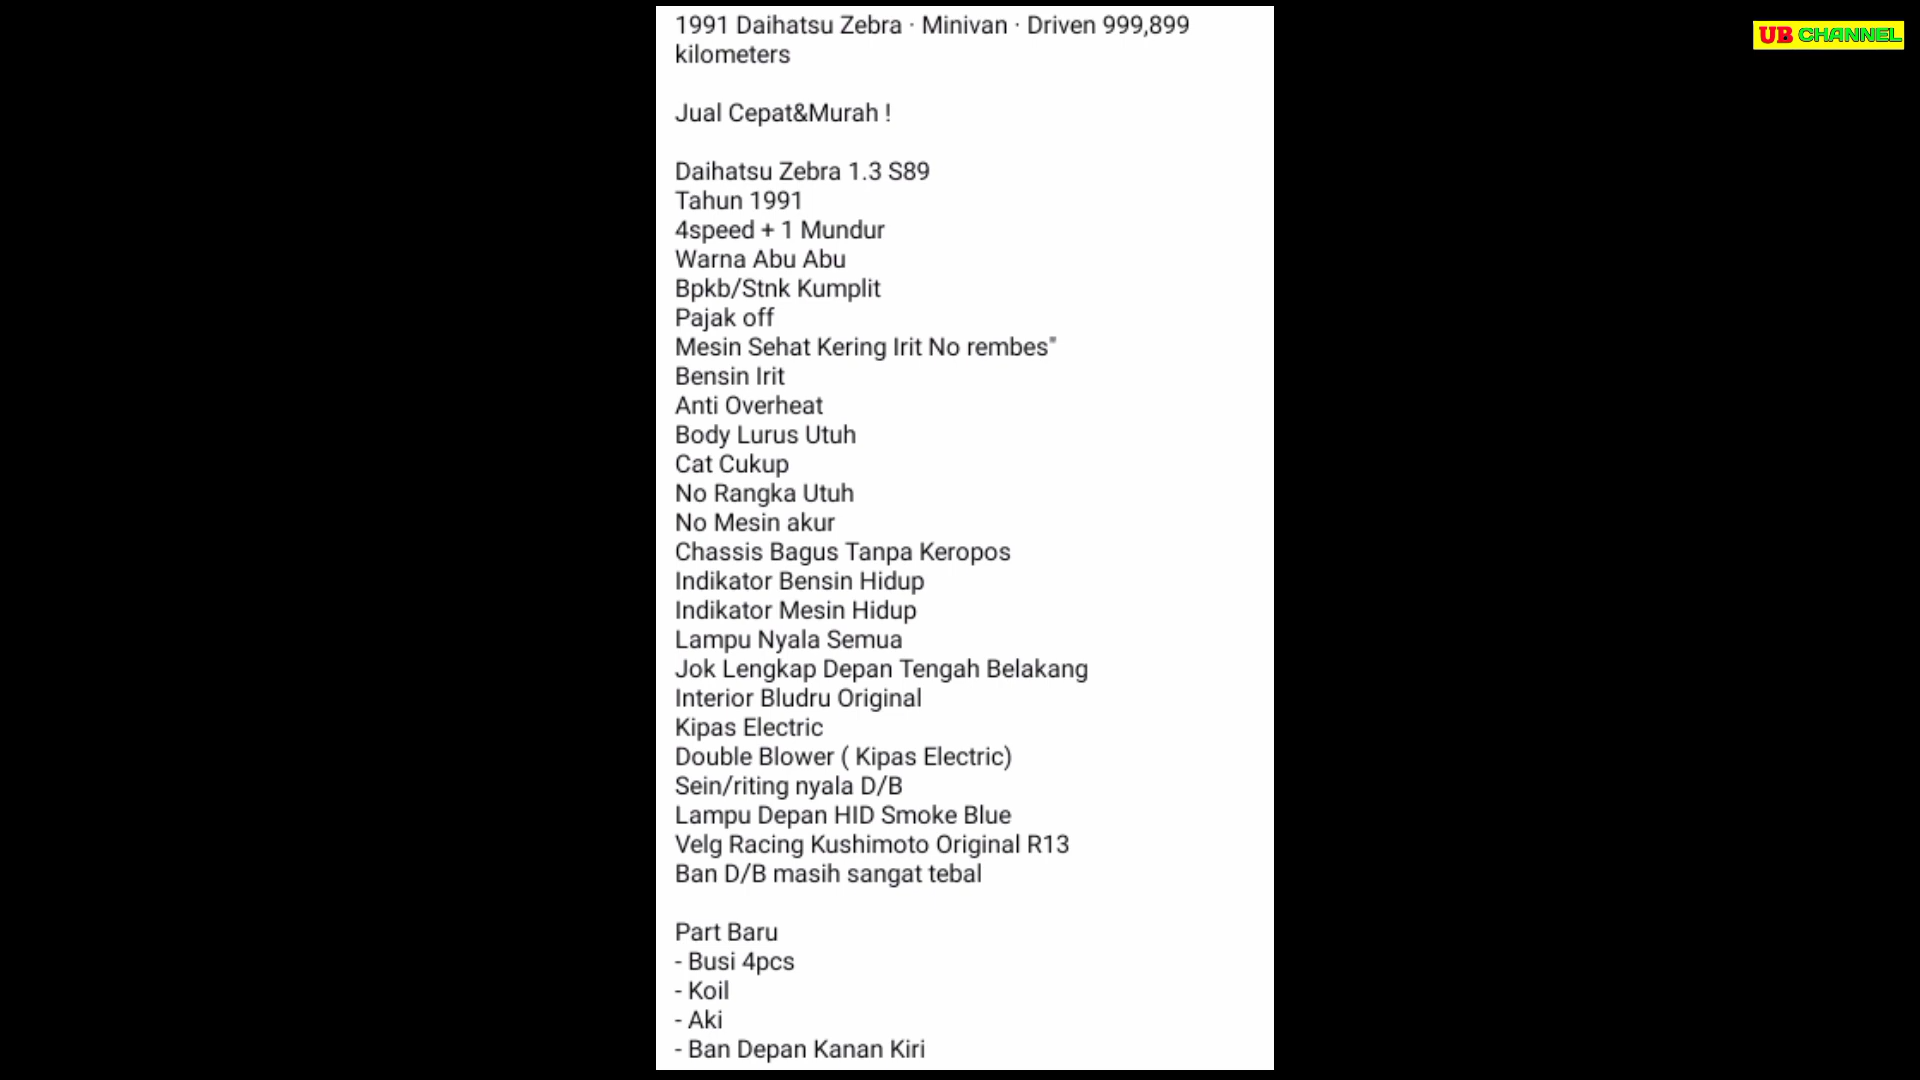 1991 Daihatsu Zebra · Minivan · Driven 999,899
kilometers
UB CHANNEL
Jual Cepat&Murah !
Daihatsu Zebra 1.3 S89
Tahun 1991
4speed + 1 Mundur
Warna Abu Abu
Bpkb/Stnk Kumplit
Pajak off
Mesin Sehat Kering Irit No rembes"
Bensin Irit
Anti Overheat
Body Lurus Utuh
Cat Cukup
No Rangka Utuh
No Mesin akur
Chassis Bagus Tanpa Keropos
Indikator Bensin Hidup
Indikator Mesin Hidup
Lampu Nyala Semua
Jok Lengkap Depan Tengah Belakang
Interior Bludru Original
Kipas Electric
Double Blower ( Kipas Electric)
Sein/riting nyala D/B
Lampu Depan HID Smoke Blue
Velg Racing Kushimoto Original R13
Ban D/B masih sangat tebal
Part Baru
- Busi 4pcs
- Koil
- Aki
- Ban Depan Kanan Kiri